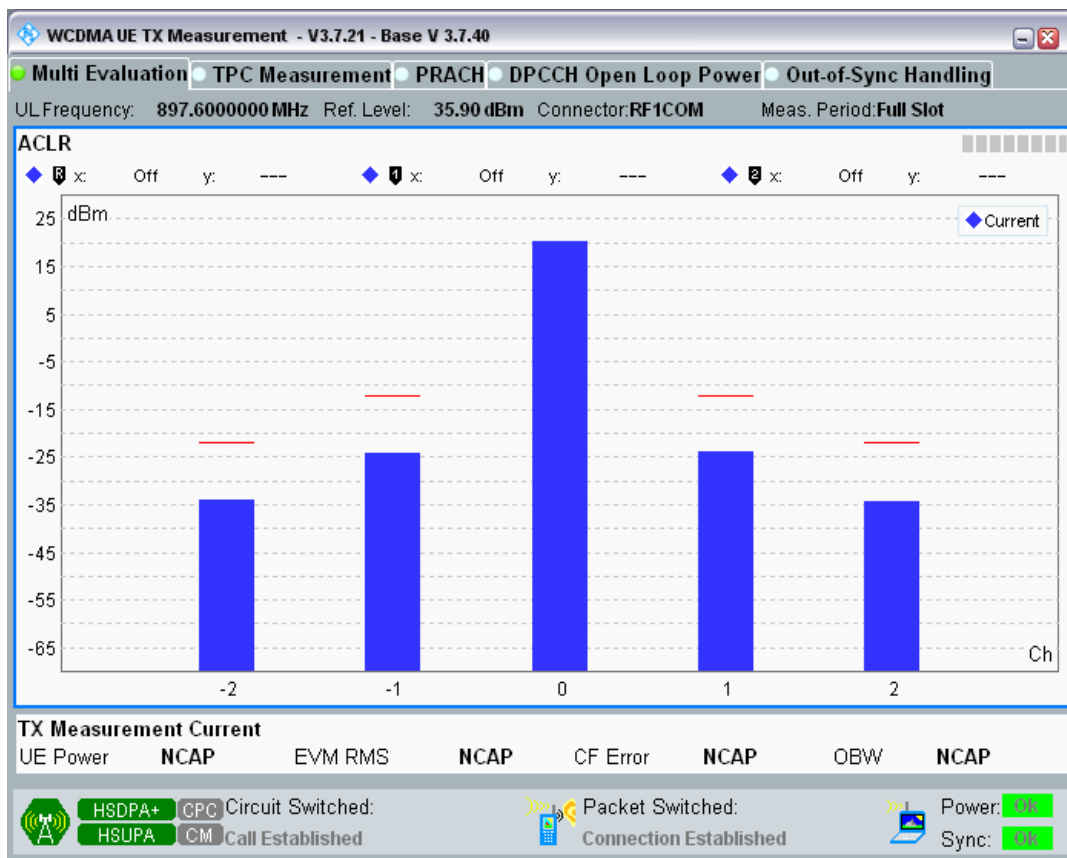 WCDMA UE TX Measurement - V3.7.21 - Base V 3.7.40
Multi Evaluation TPC Measurement PRACH DPCCH Open Loop Power Out-of-Sync Handling
UL Frequency: 897.6000000 MHz Ref. Level: 35.90 dBm Connector:RF1COM Meas. Period:Full Slot
ACLR
R x: Off y: --- 1 x: Off y: --- 2 x: Off y: ---
dBm
Current
25
15
5
-5
-15
-25
-35
-45
-55
-65
Ch
-2 -1 0 1 2
TX Measurement Current
UE Power NCAP EVM RMS NCAP CF Error NCAP OBW NCAP
HSDPA+ CPC Circuit Switched: Packet Switched: Power: Ok
HSUPA CM Call Established Connection Established Sync: Ok